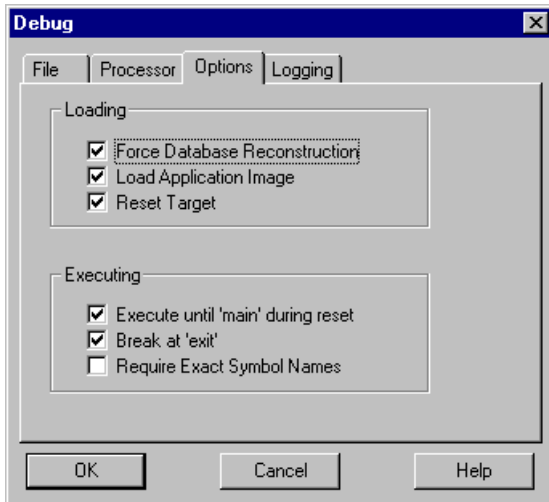 Debug
File Processor Options Logging
Loading
Force Database Reconstruction
Load Application Image
Reset Target
Executing
Execute until 'main' during reset
Break at 'exit'
Require Exact Symbol Names
OK Cancel Help